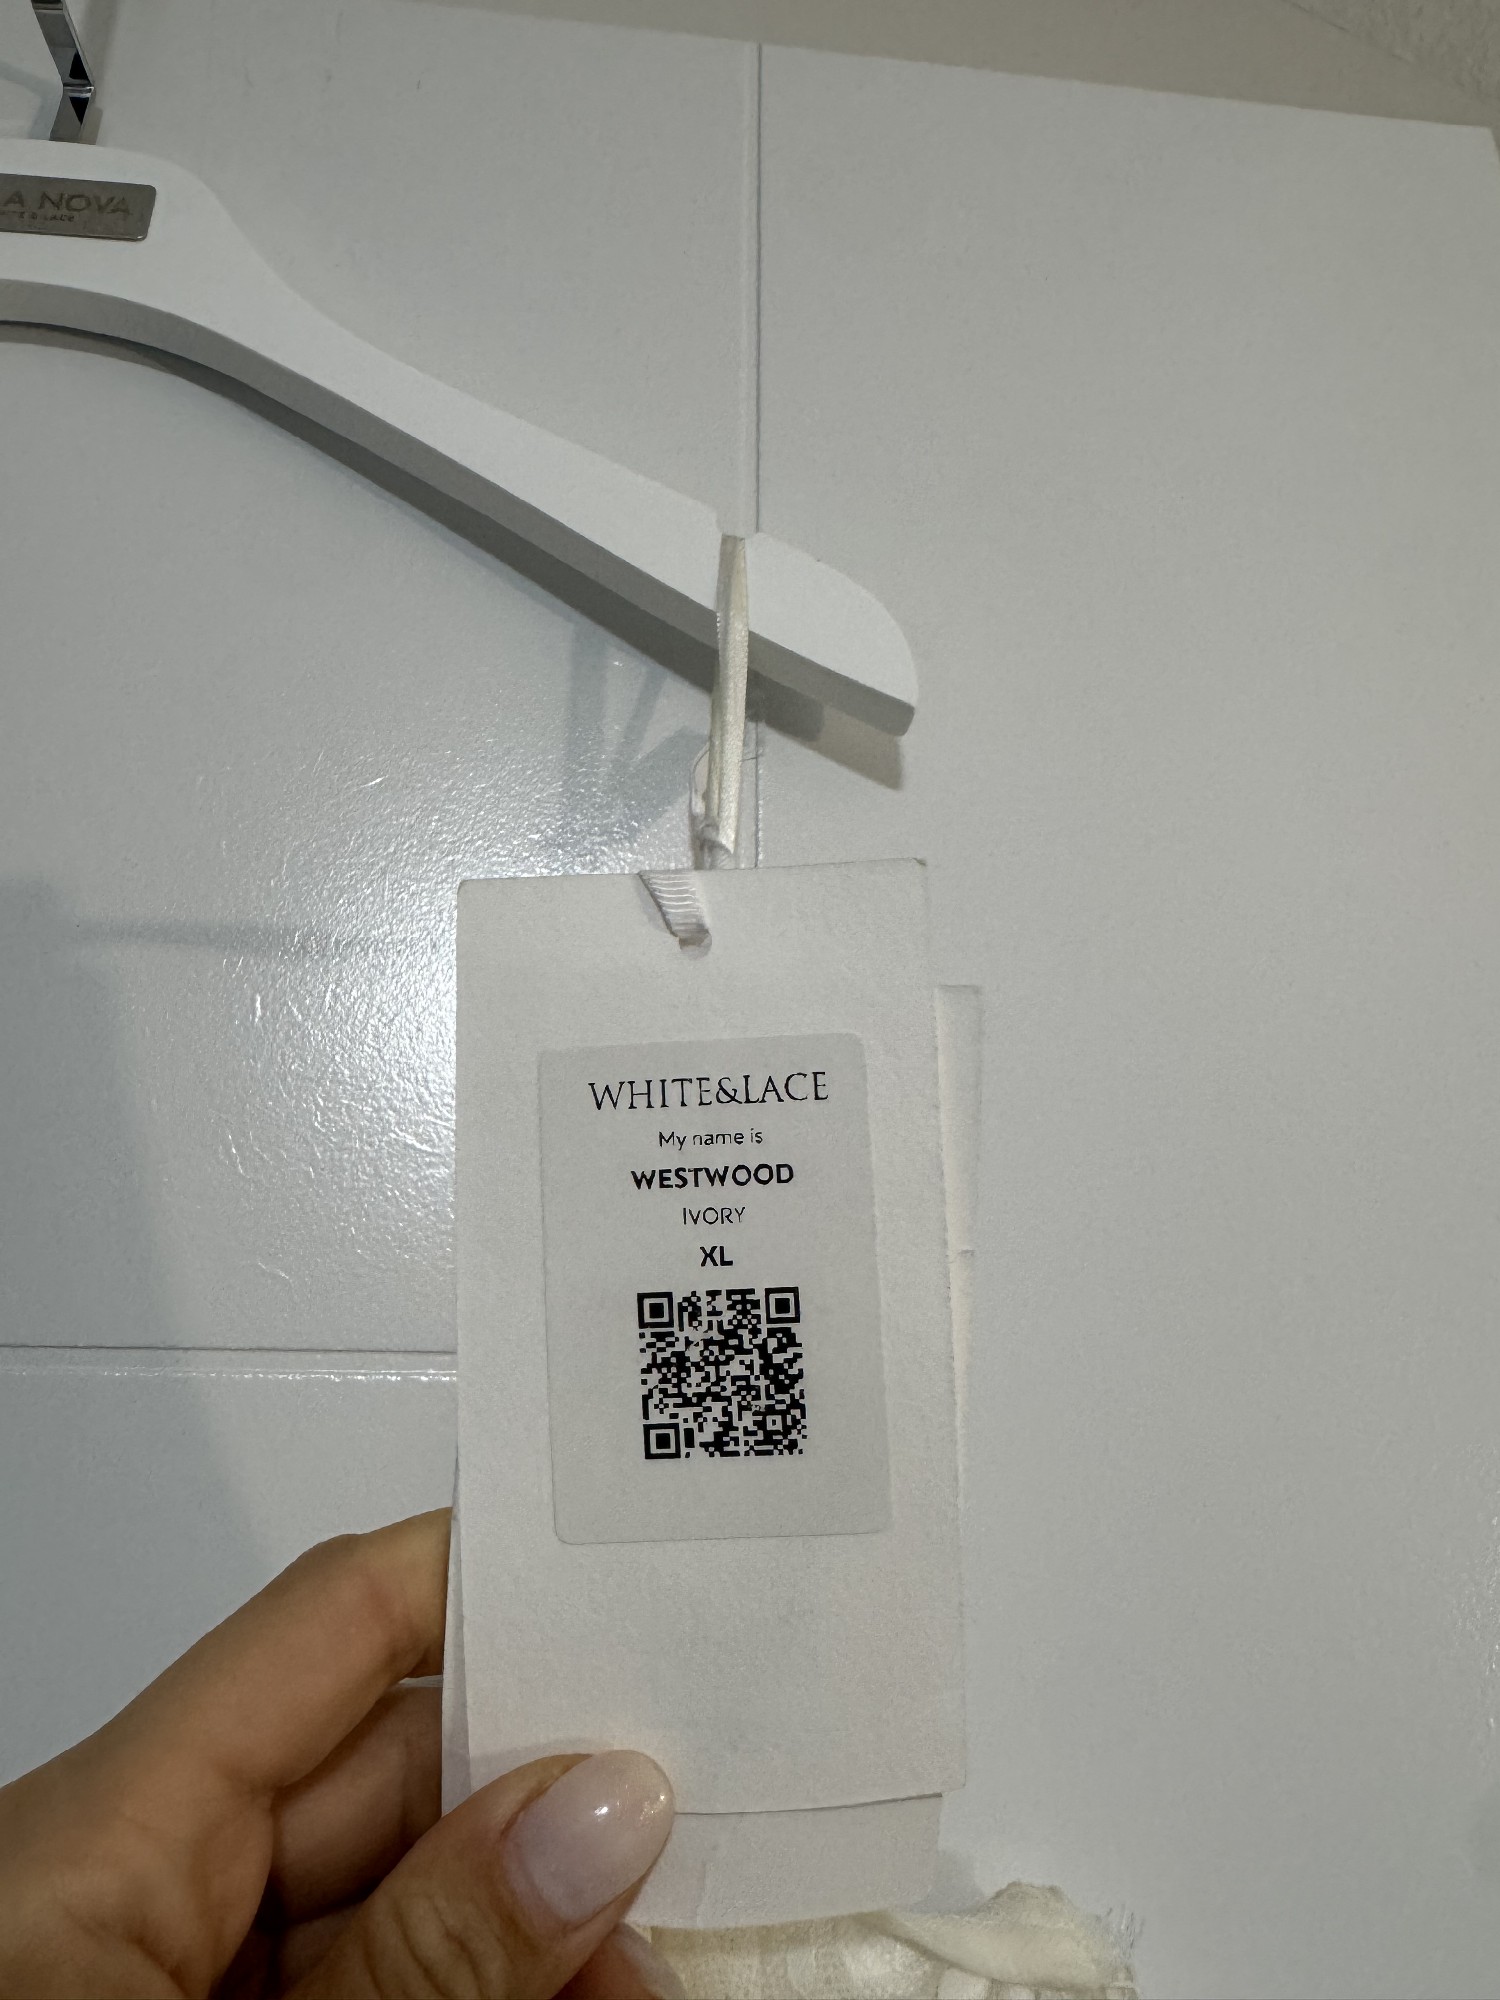 A NOVA
WHITE&LACE
My name is
WESTWOOD
IVORY
XL